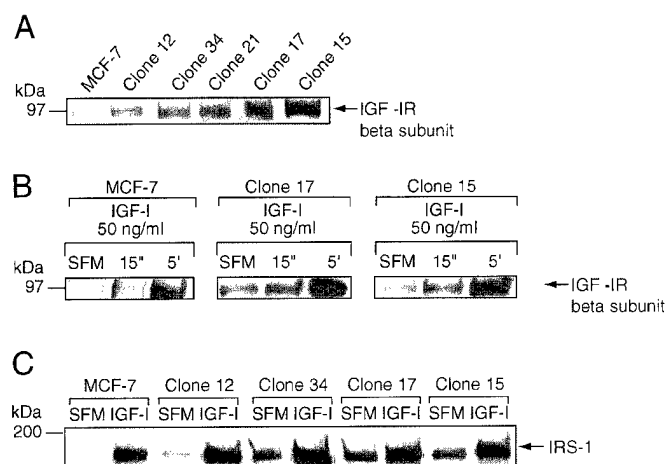 A
MCF-7 Clone 12 Clone 34 Clone 21 Clone 17 Clone 15
kDa
97
IGF-IR
beta subunit
B
MCF-7 Clone 17 Clone 15
IGF-I IGF-I IGF-I
50 ng/ml 50 ng/ml 50 ng/ml
SFM 15" 5' SFM 15" 5' SFM 15" 5'
kDa
97
IGF-IR
beta subunit
C
MCF-7 Clone 12 Clone 34 Clone 17 Clone 15
kDa
SFM IGF-I SFM IGF-I SFM IGF-I SFM IGF-I SFM IGF-I
200
IRS-1